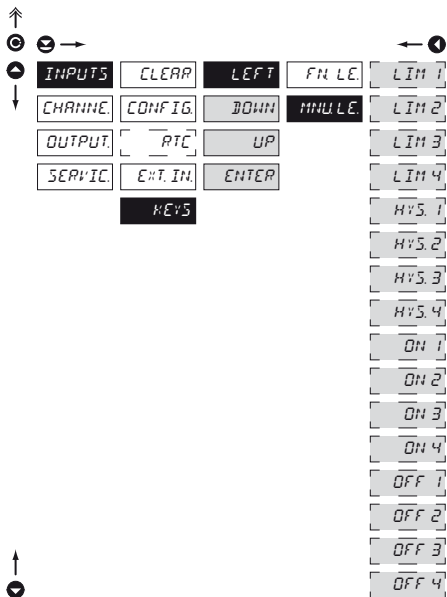 INPUTS CLEAR LEFT FN. LE. LIM 1
CHANNE. CONFIG. DOWN MNU.LE. LIM 2
OUTPUT. RTC UP LIM 3
SERVIC. EXT. IN. ENTER LIM 4
KEYS HYS. 1
HYS. 2
HYS. 3
HYS. 4
ON 1
ON 2
ON 3
ON 4
OFF 1
OFF 2
OFF 3
OFF 4